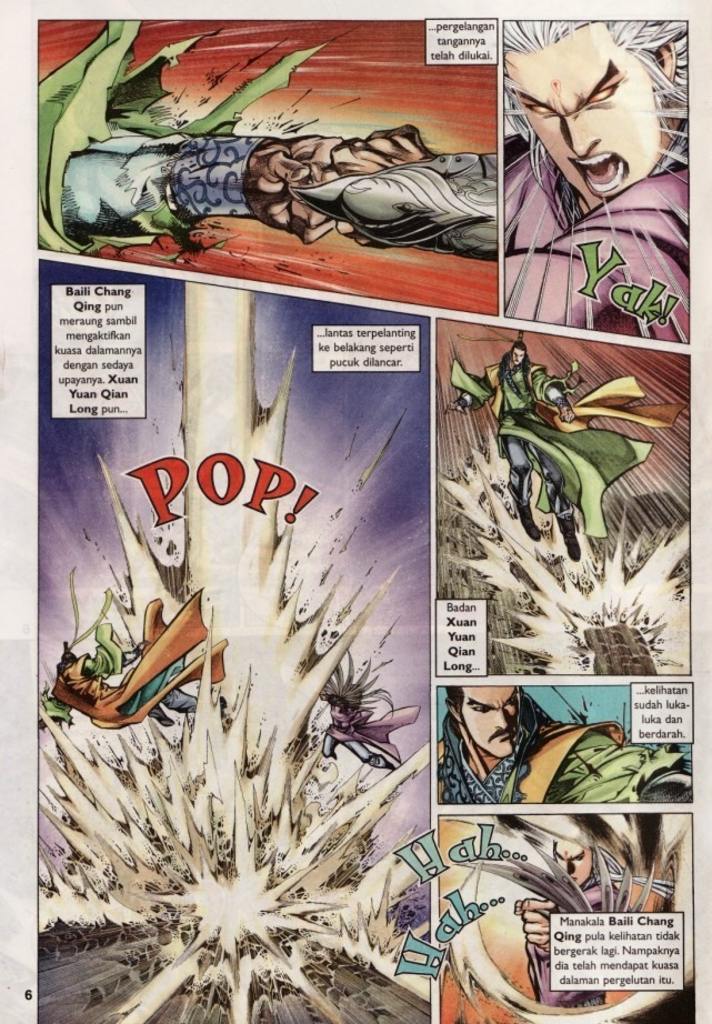 ...pergelangan
tangannya
telah dilukai.
Yak!
Baili Chang
Qing pun
meraung sambil
mengaktifkan
kuasa dalamannya
dengan sedaya
upayanya. Xuan
Yuan Qian
Long pun...
...lantas terpelanting
ke belakang seperti
pucuk dilancar.
POP!
Badan
Xuan
Yuan
Qian
Long...
...kelihatan
sudah luka-
luka dan
berdarah.
Hah...
Hah...
Hah
Manakala Baili Chang
Qing pula kelihatan tidak
bergerak lagi. Nampaknya
dia telah mendapat kuasa
dalaman pergelutan itu.
6